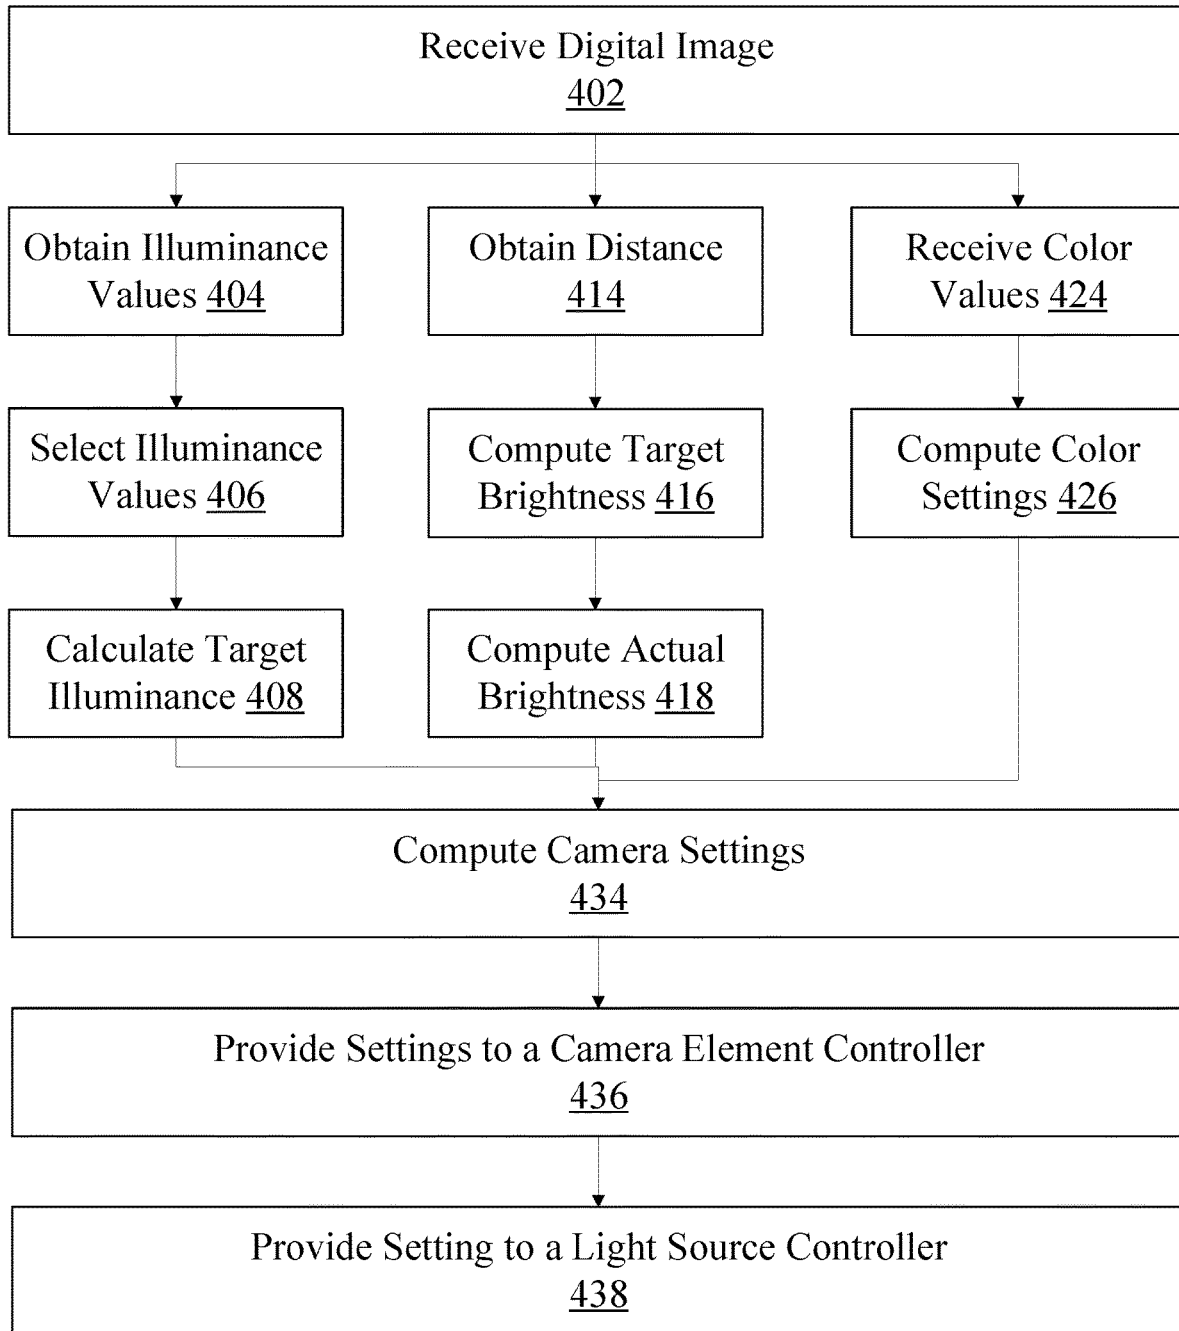 Receive Digital Image
402
Obtain Illuminance
Values 404
Obtain Distance
414
Receive Color
Values 424
Select Illuminance
Values 406
Compute Target
Brightness 416
Compute Color
Settings 426
Calculate Target
Illuminance 408
Compute Actual
Brightness 418
Compute Camera Settings
434
Provide Settings to a Camera Element Controller
436
Provide Setting to a Light Source Controller
438